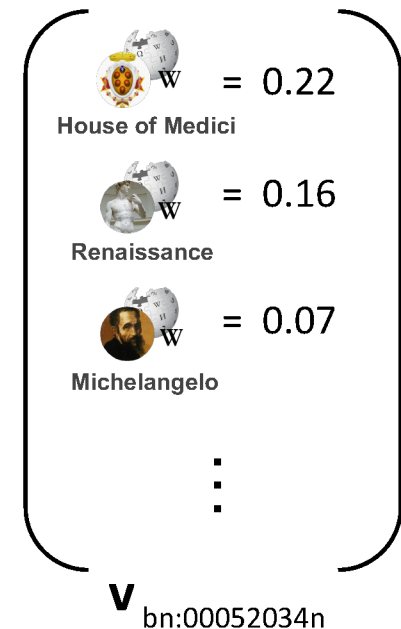 W = 0.22
House of Medici
W = 0.16
Renaissance
W = 0.07
Michelangelo
⋮
v bn:00052034n